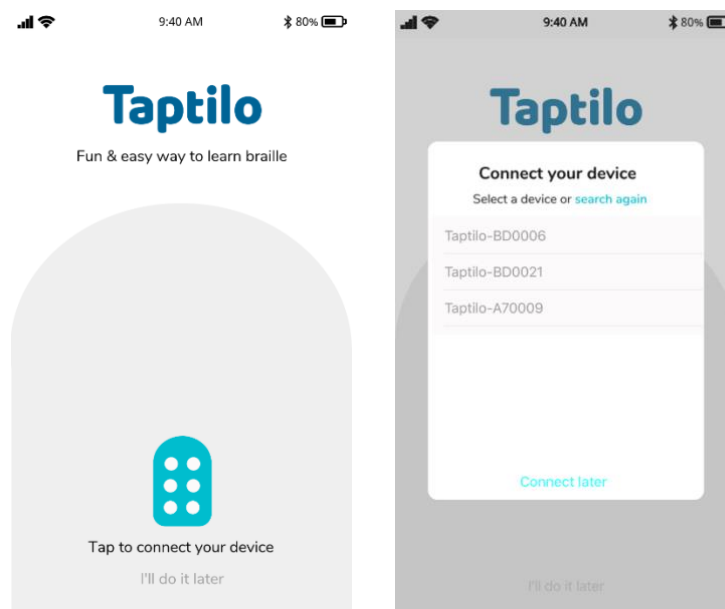 9:40 AM
80%
Taptilo
Fun & easy way to learn braille
Tap to connect your device
I'll do it later
9:40 AM
80%
Taptilo
Connect your device
Select a device or search again
Taptilo-BD0006
Taptilo-BD0021
Taptilo-A70009
Connect later
I'll do it later